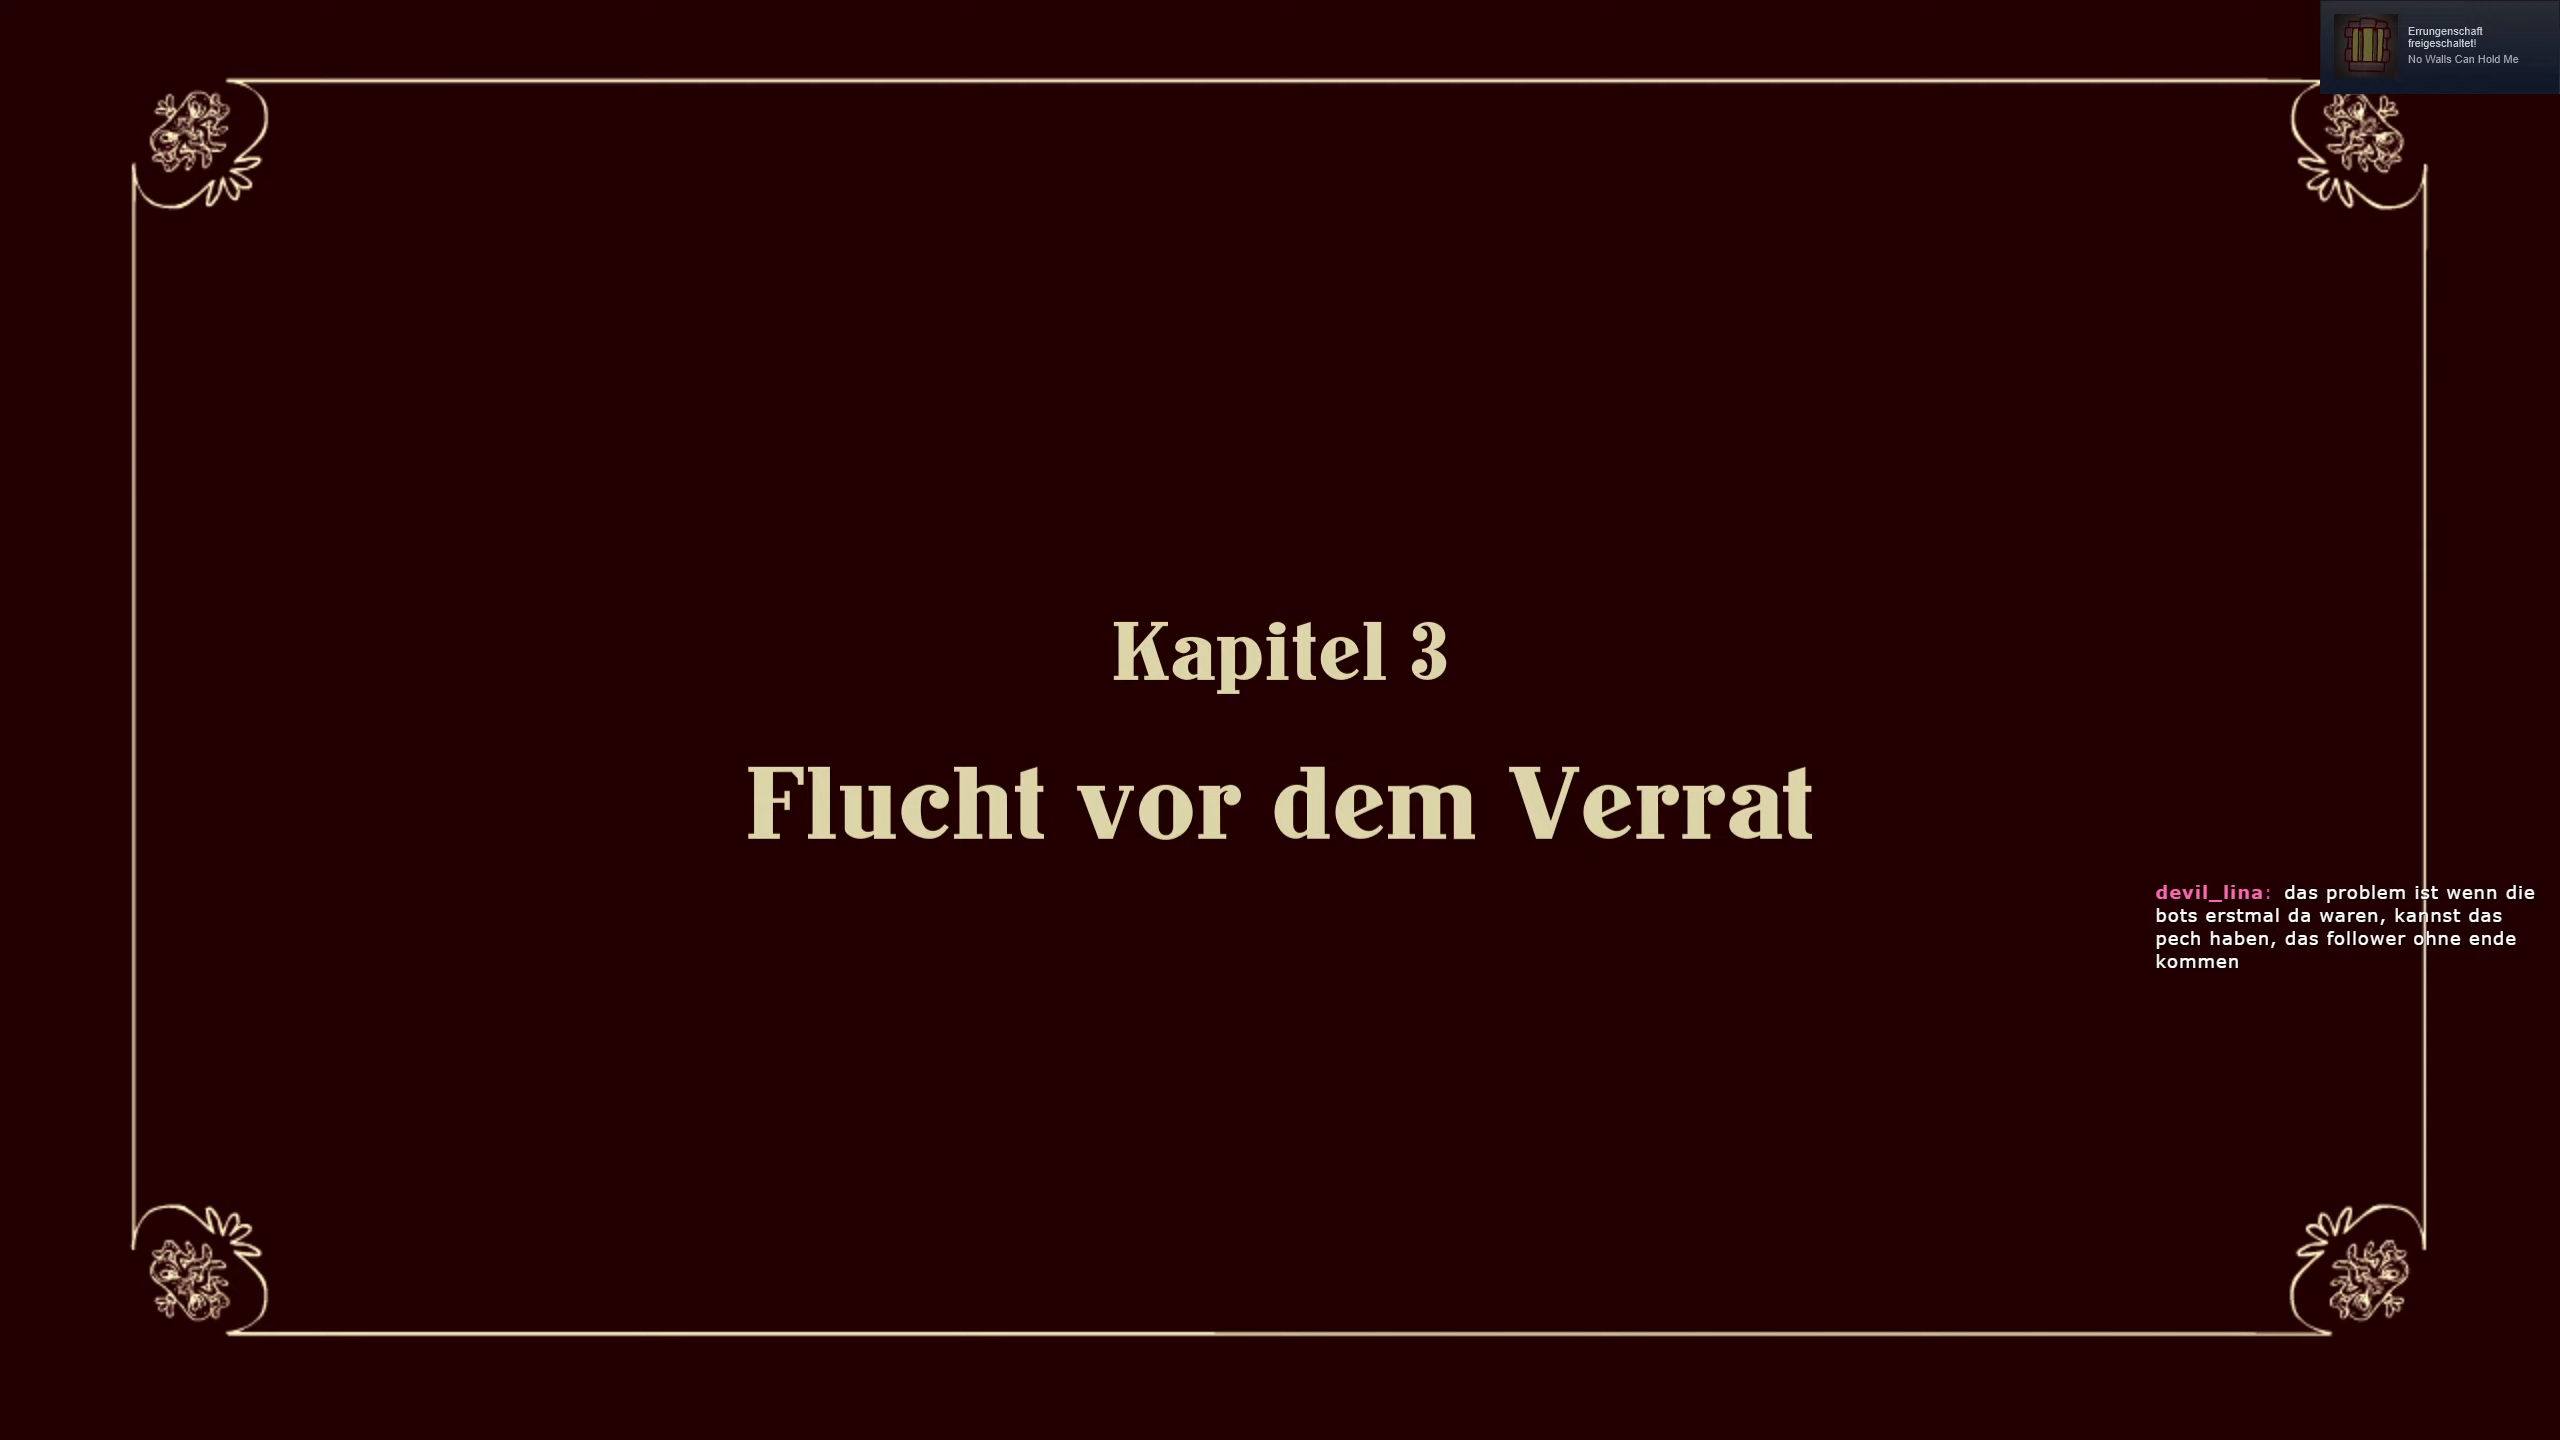 Errungenschaft
freigeschaltet!
No Walls Can Hold Me
Kapitel 3
Flucht vor dem Verrat
devil_lina: das problem ist wenn die
bots erstmal da waren, kannst das
pech haben, das follower ohne ende
kommen